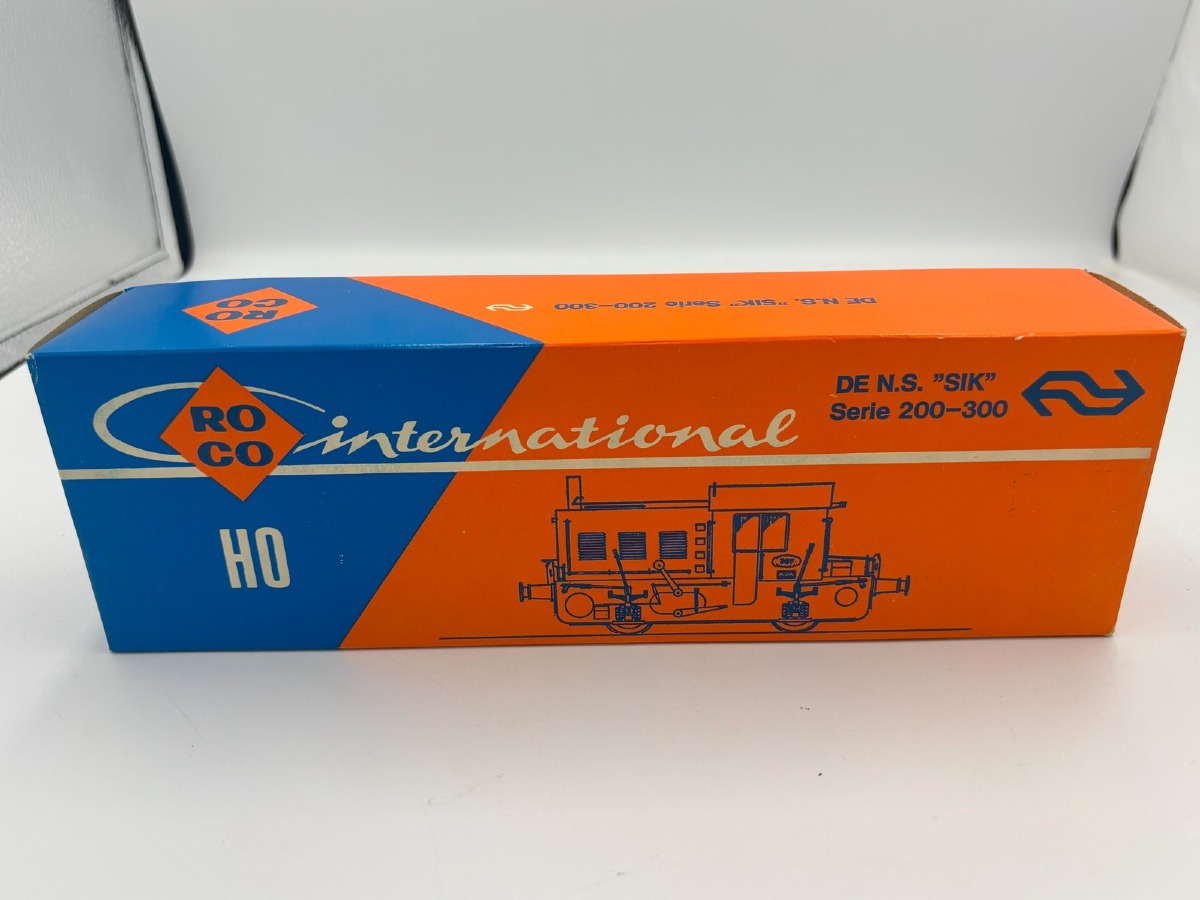 RO
CO
DE N.S. "SIK" Serie 200-300
RO
CO
international
DE N.S. ”SIK”
Serie 200-300
HO